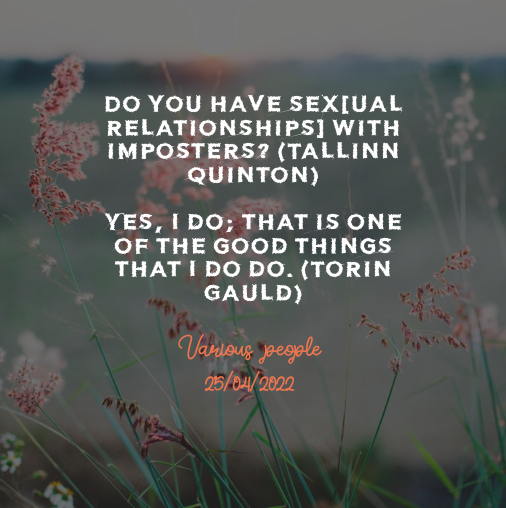 DO YOU HAVE SEX[UAL
RELATIONSHIPS] WITH
IMPOSTERS? (TALLINN
QUINTON)
YES, I DO; THAT IS ONE
OF THE GOOD THINGS
THAT I DO DO. (TORIN
GAULD)
Various people
25/04/2022